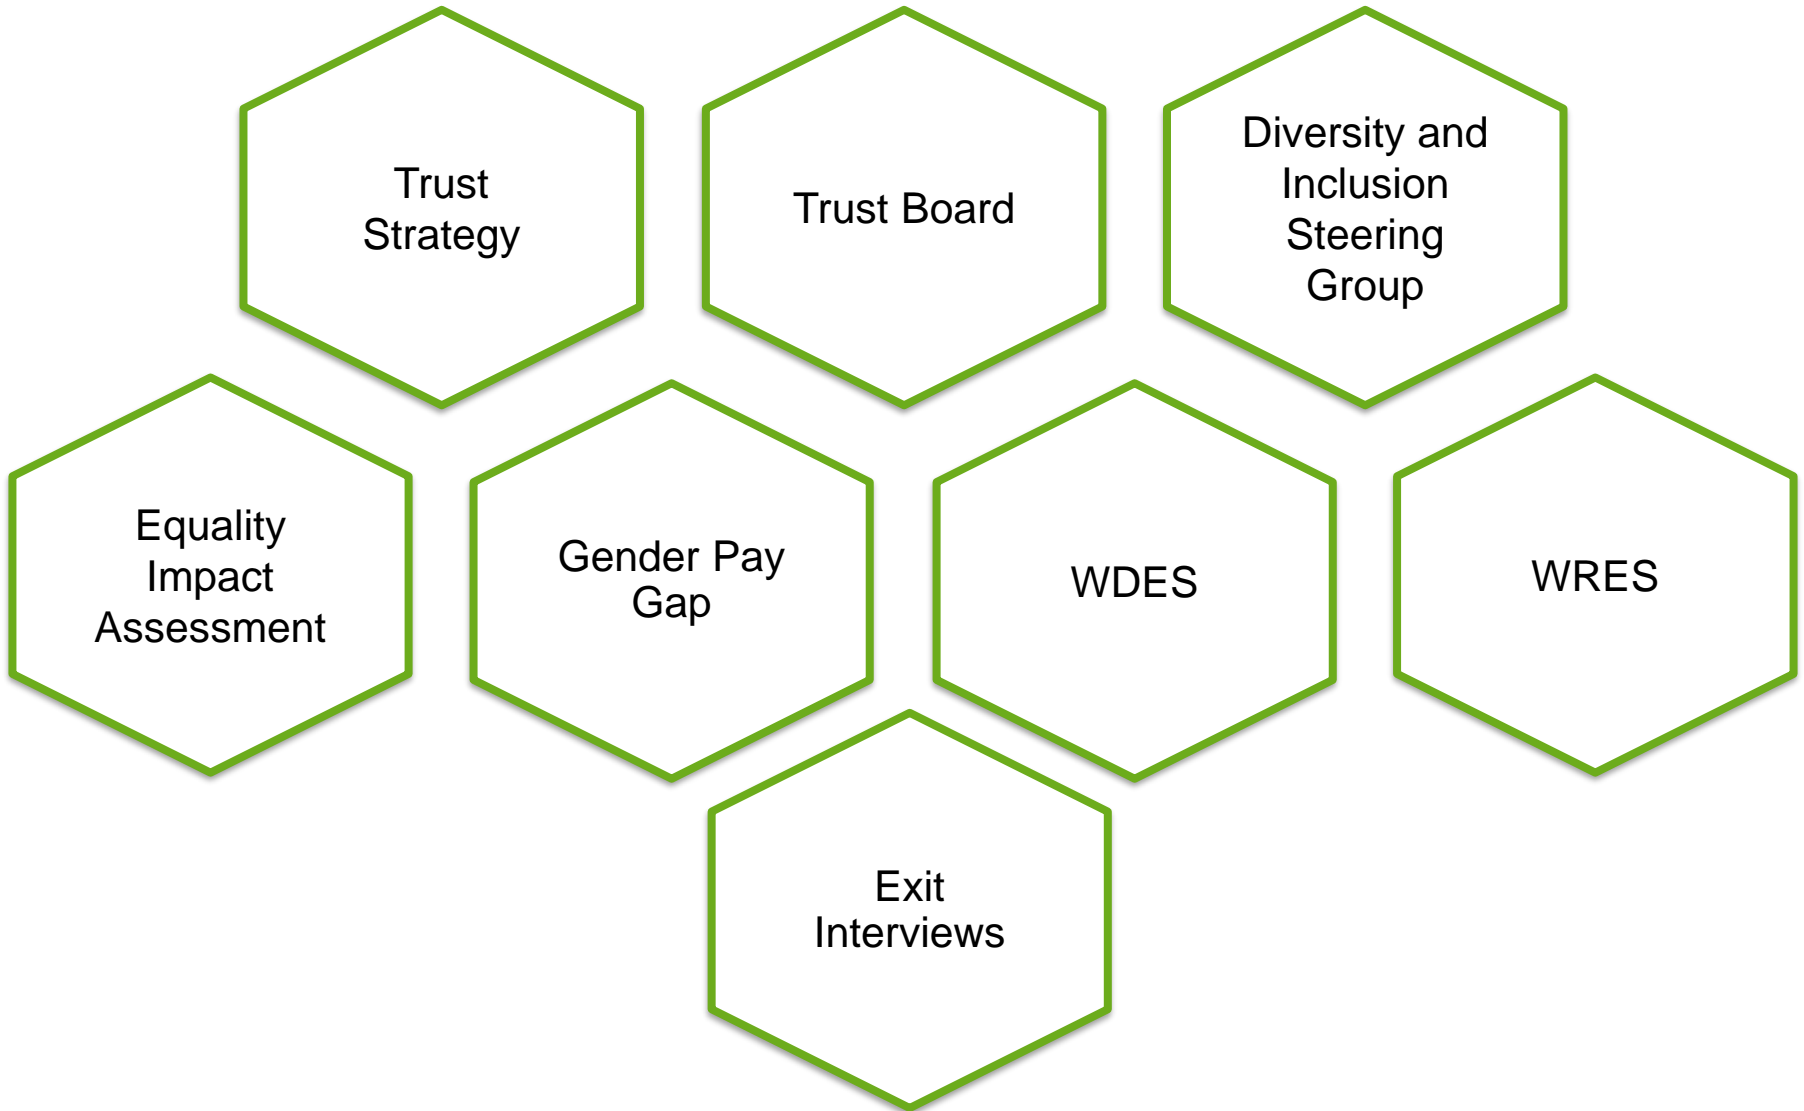 Trust
Strategy
Trust Board
Diversity and
Inclusion
Steering
Group
Equality
Impact
Assessment
Gender Pay
Gap
WDES
WRES
Exit
Interviews